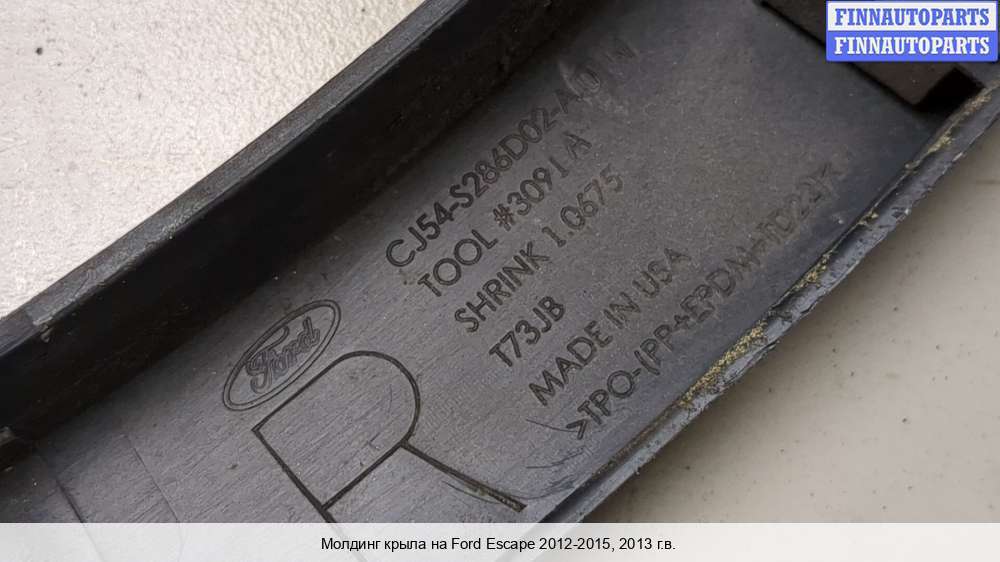 FINNAUTOPARTS
FINNAUTOPARTS
CJ54-S286D02-A
TOOL #3091 A
SHRINK 1.0675
T73JB
MADE IN USA
>TPO-(PP+EPDM)-TD22)<
Ford
R
Молдинг крыла на Ford Escape 2012-2015, 2013 г.в.